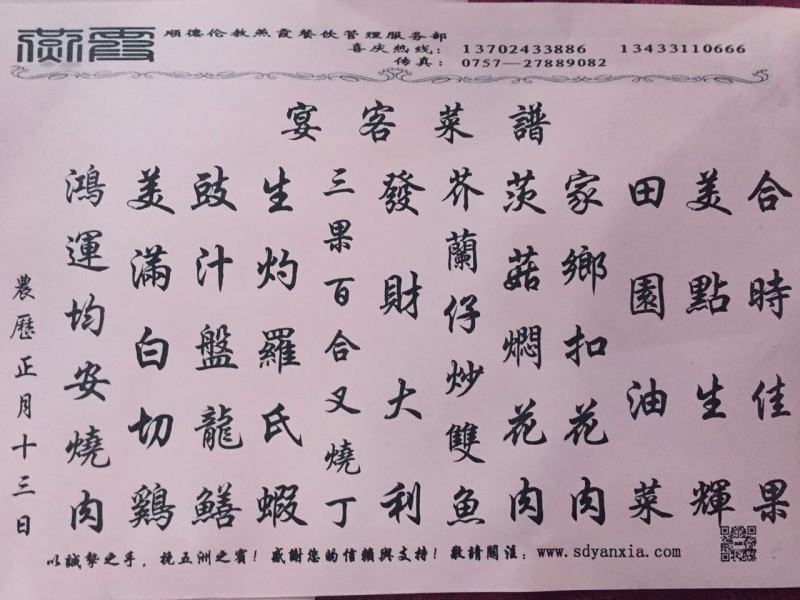 燕霞
顺德伦教燕霞餐饮管理服务部
喜庆热线： 13702433886 13433110666
传真： 0757—27889082
宴客菜譜
鴻運均安燒肉
美滿白切鷄
豉汁盤龍鱔
生灼羅氏蝦
三果百合叉燒丁
發財大利
芥蘭仔炒雙魚
茨菇燜花肉
家鄉扣花肉
田園油菜
美點生輝
合時佳果
農歷正月十三日
以誠摯之手，挽五洲之賓！感謝您的信賴與支持！敬請關注：www.sdyanxia.com